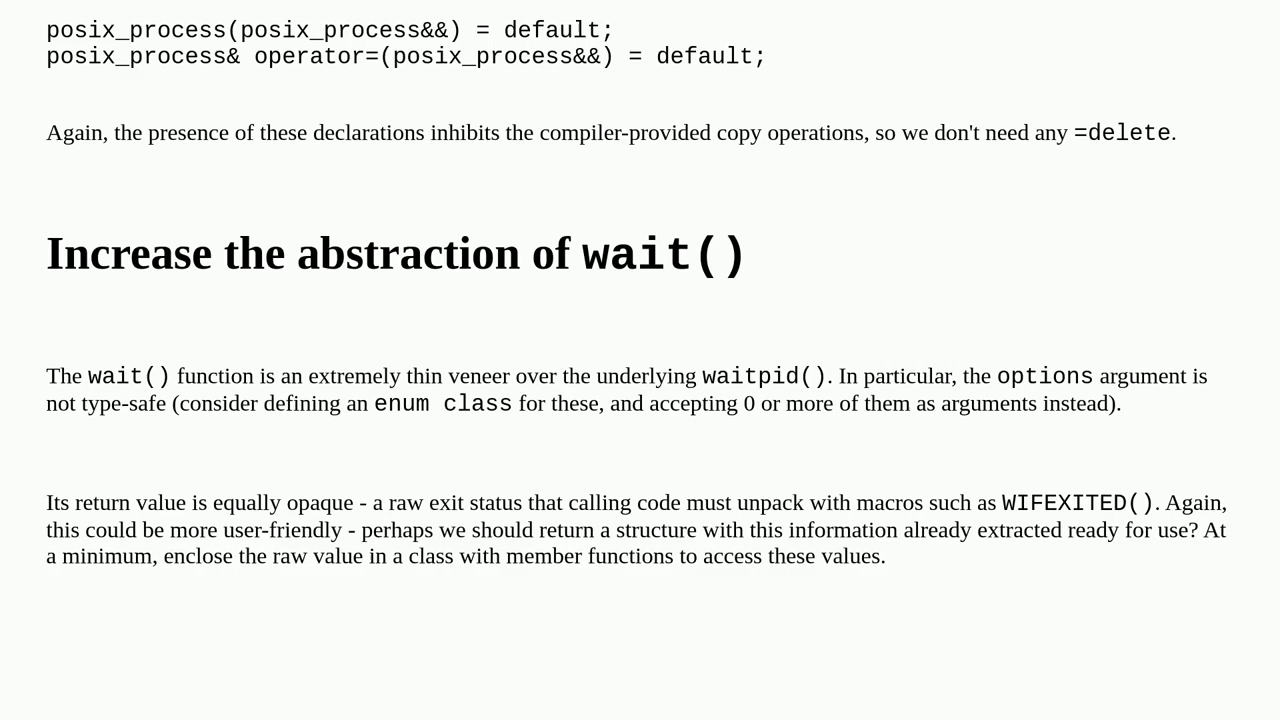 posix_process(posix_process&&) = default;
posix_process& operator=(posix_process&&) = default;
Again, the presence of these declarations inhibits the compiler-provided copy operations, so we don't need any =delete.
Increase the abstraction of wait()
The wait() function is an extremely thin veneer over the underlying waitpid(). In particular, the options argument is
not type-safe (consider defining an enum class for these, and accepting 0 or more of them as arguments instead).
Its return value is equally opaque - a raw exit status that calling code must unpack with macros such as WIFEXITED(). Again,
this could be more user-friendly - perhaps we should return a structure with this information already extracted ready for use? At
a minimum, enclose the raw value in a class with member functions to access these values.